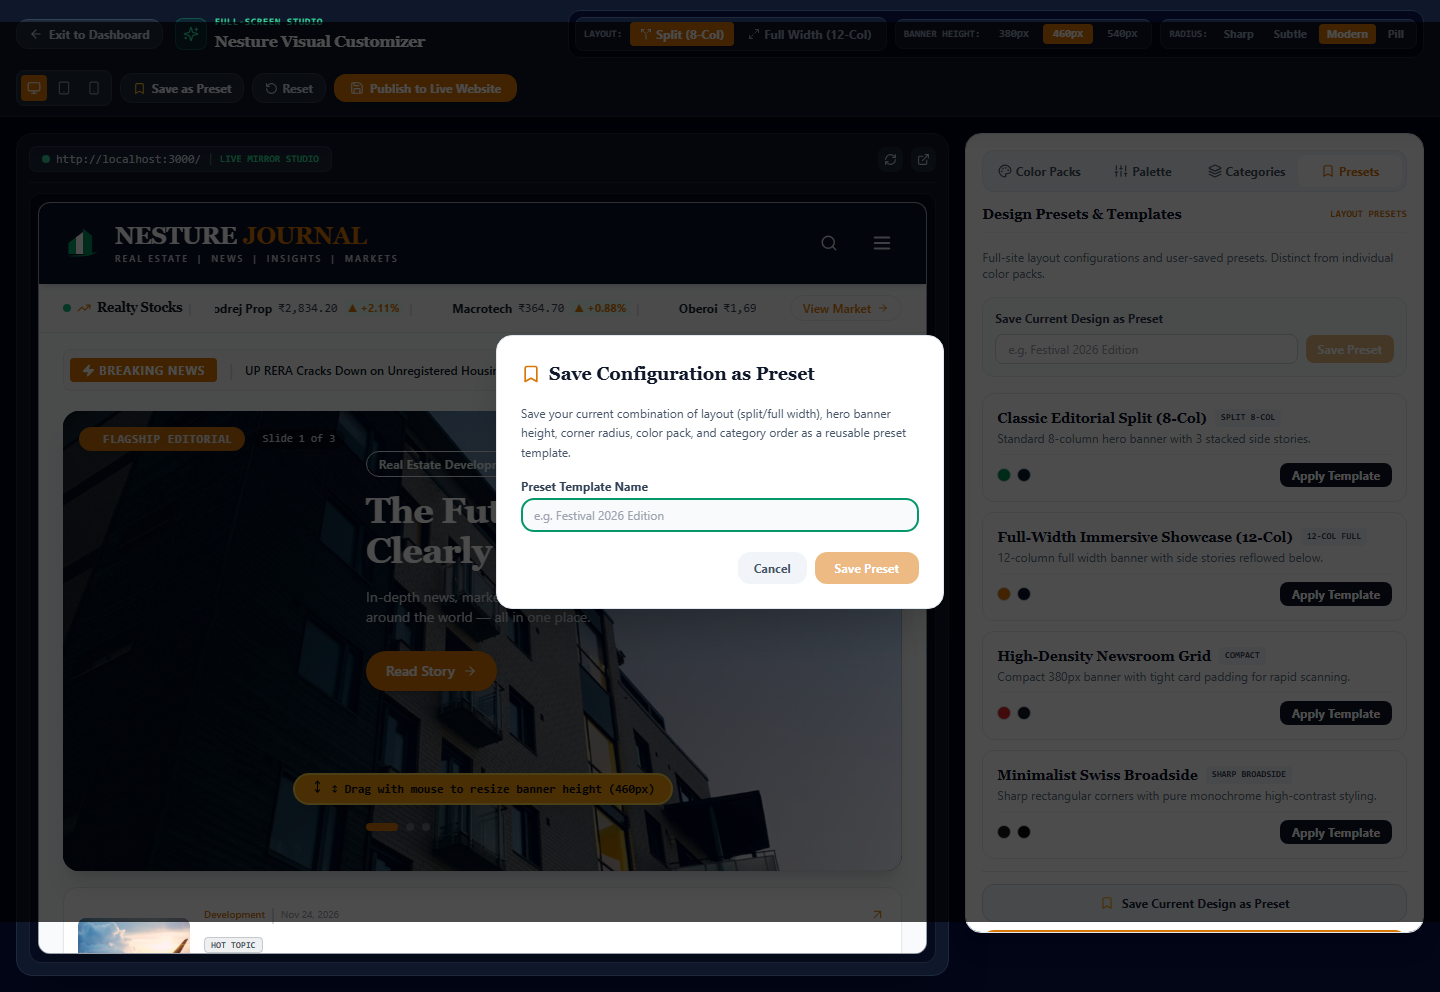 Exit to Dashboard
FULL-SCREEN STUDIO
Nesture Visual Customizer
LAYOUT: Split (8-Col) Full Width (12-Col)
BANNER HEIGHT: 380px 460px 540px
RADIUS: Sharp Subtle Modern Pill
Save as Preset
Reset
Publish to Live Website
http://localhost:3000/ | LIVE MIRROR STUDIO
NESTURE JOURNAL
REAL ESTATE | NEWS | INSIGHTS | MARKETS
Realty Stocks | odrej Prop ₹2,834.20 ▲ +2.11% | Macrotech ₹364.70 ▲ +0.88% | Oberoi ₹1,69
View Market →
BREAKING NEWS
UP RERA Cracks Down on Unregistered Housin
FLAGSHIP EDITORIAL
Slide 1 of 3
Real Estate Develop
The Fut
Clearly
In-depth news, marke
around the world — all in one place.
Read Story →
↕ Drag with mouse to resize banner height (460px)
Development | Nov 24, 2026
HOT TOPIC
Save Configuration as Preset
Save your current combination of layout (split/full width), hero banner
height, corner radius, color pack, and category order as a reusable preset
template.
Preset Template Name
e.g. Festival 2026 Edition
Cancel
Save Preset
Color Packs
Palette
Categories
Presets
Design Presets & Templates
LAYOUT PRESETS
Full-site layout configurations and user-saved presets. Distinct from individual
color packs.
Save Current Design as Preset
e.g. Festival 2026 Edition
Save Preset
Classic Editorial Split (8-Col) SPLIT 8-COL
Standard 8-column hero banner with 3 stacked side stories.
Apply Template
Full-Width Immersive Showcase (12-Col) 12-COL FULL
12-column full width banner with side stories reflowed below.
Apply Template
High-Density Newsroom Grid COMPACT
Compact 380px banner with tight card padding for rapid scanning.
Apply Template
Minimalist Swiss Broadside SHARP BROADSIDE
Sharp rectangular corners with pure monochrome high-contrast styling.
Apply Template
Save Current Design as Preset